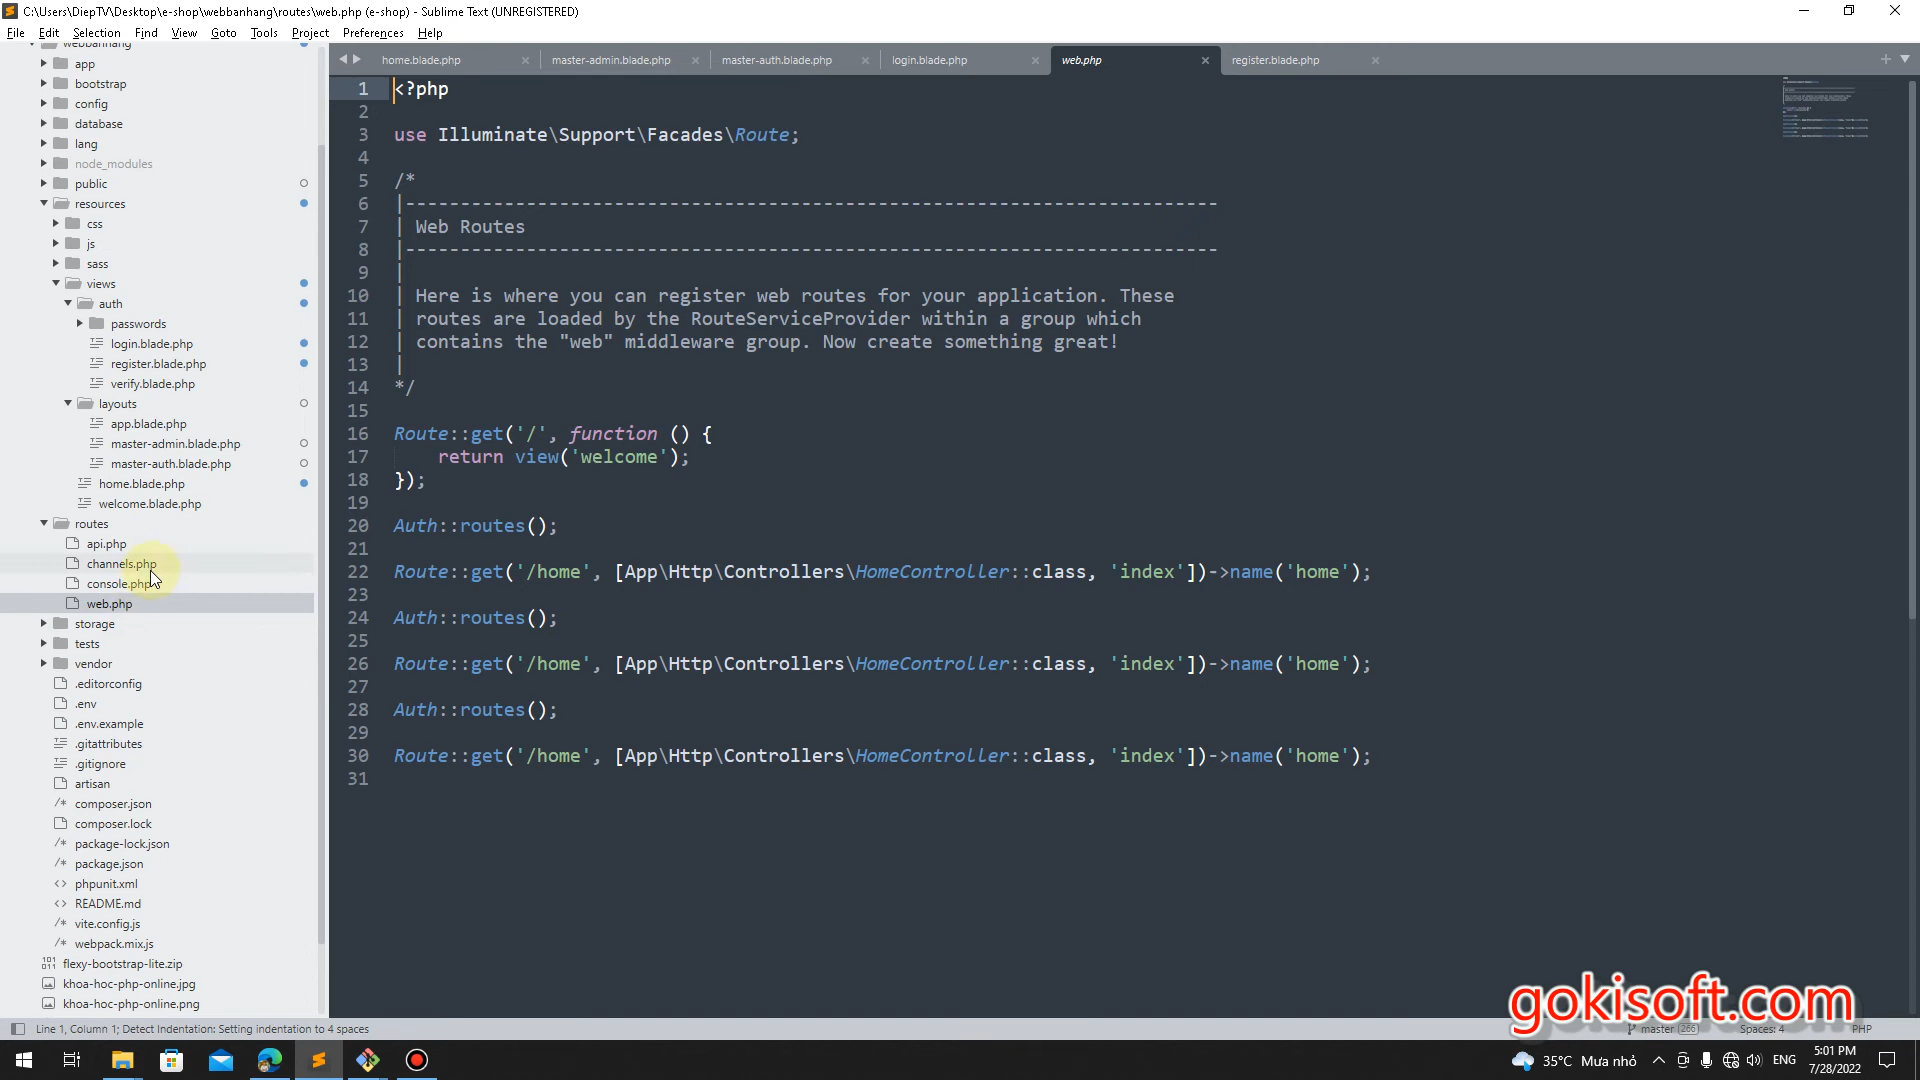 C:\Users\DiepTV\Desktop\e-shop\webbanhang\routes\web.php (e-shop) - Sublime Text (UNREGISTERED)
File Edit Selection Find View Goto Tools Project Preferences Help
webbanhang
app
bootstrap
config
database
lang
node_modules
public
resources
css
js
sass
views
auth
passwords
login.blade.php
register.blade.php
verify.blade.php
layouts
app.blade.php
master-admin.blade.php
master-auth.blade.php
home.blade.php
welcome.blade.php
routes
api.php
channels.php
console.php
web.php
storage
tests
vendor
.editorconfig
.env
.env.example
.gitattributes
.gitignore
artisan
composer.json
composer.lock
package-lock.json
package.json
phpunit.xml
README.md
vite.config.js
webpack.mix.js
flexy-bootstrap-lite.zip
khoa-hoc-php-online.jpg
khoa-hoc-php-online.png
home.blade.php master-admin.blade.php master-auth.blade.php login.blade.php web.php register.blade.php
1 <?php
2
3 use Illuminate\Support\Facades\Route;
4
5 /*
6 |--------------------------------------------------------------------------
7 | Web Routes
8 |--------------------------------------------------------------------------
9 |
10 | Here is where you can register web routes for your application. These
11 | routes are loaded by the RouteServiceProvider within a group which
12 | contains the "web" middleware group. Now create something great!
13 |
14 */
15
16 Route::get('/', function () {
17     return view('welcome');
18 });
19
20 Auth::routes();
21
22 Route::get('/home', [App\Http\Controllers\HomeController::class, 'index'])->name('home');
23
24 Auth::routes();
25
26 Route::get('/home', [App\Http\Controllers\HomeController::class, 'index'])->name('home');
27
28 Auth::routes();
29
30 Route::get('/home', [App\Http\Controllers\HomeController::class, 'index'])->name('home');
31
gokisoft.com
Line 1, Column 1; Detect Indentation: Setting indentation to 4 spaces master 266 Spaces: 4 PHP
35°C Mưa nhỏ ENG
5:01 PM
7/28/2022